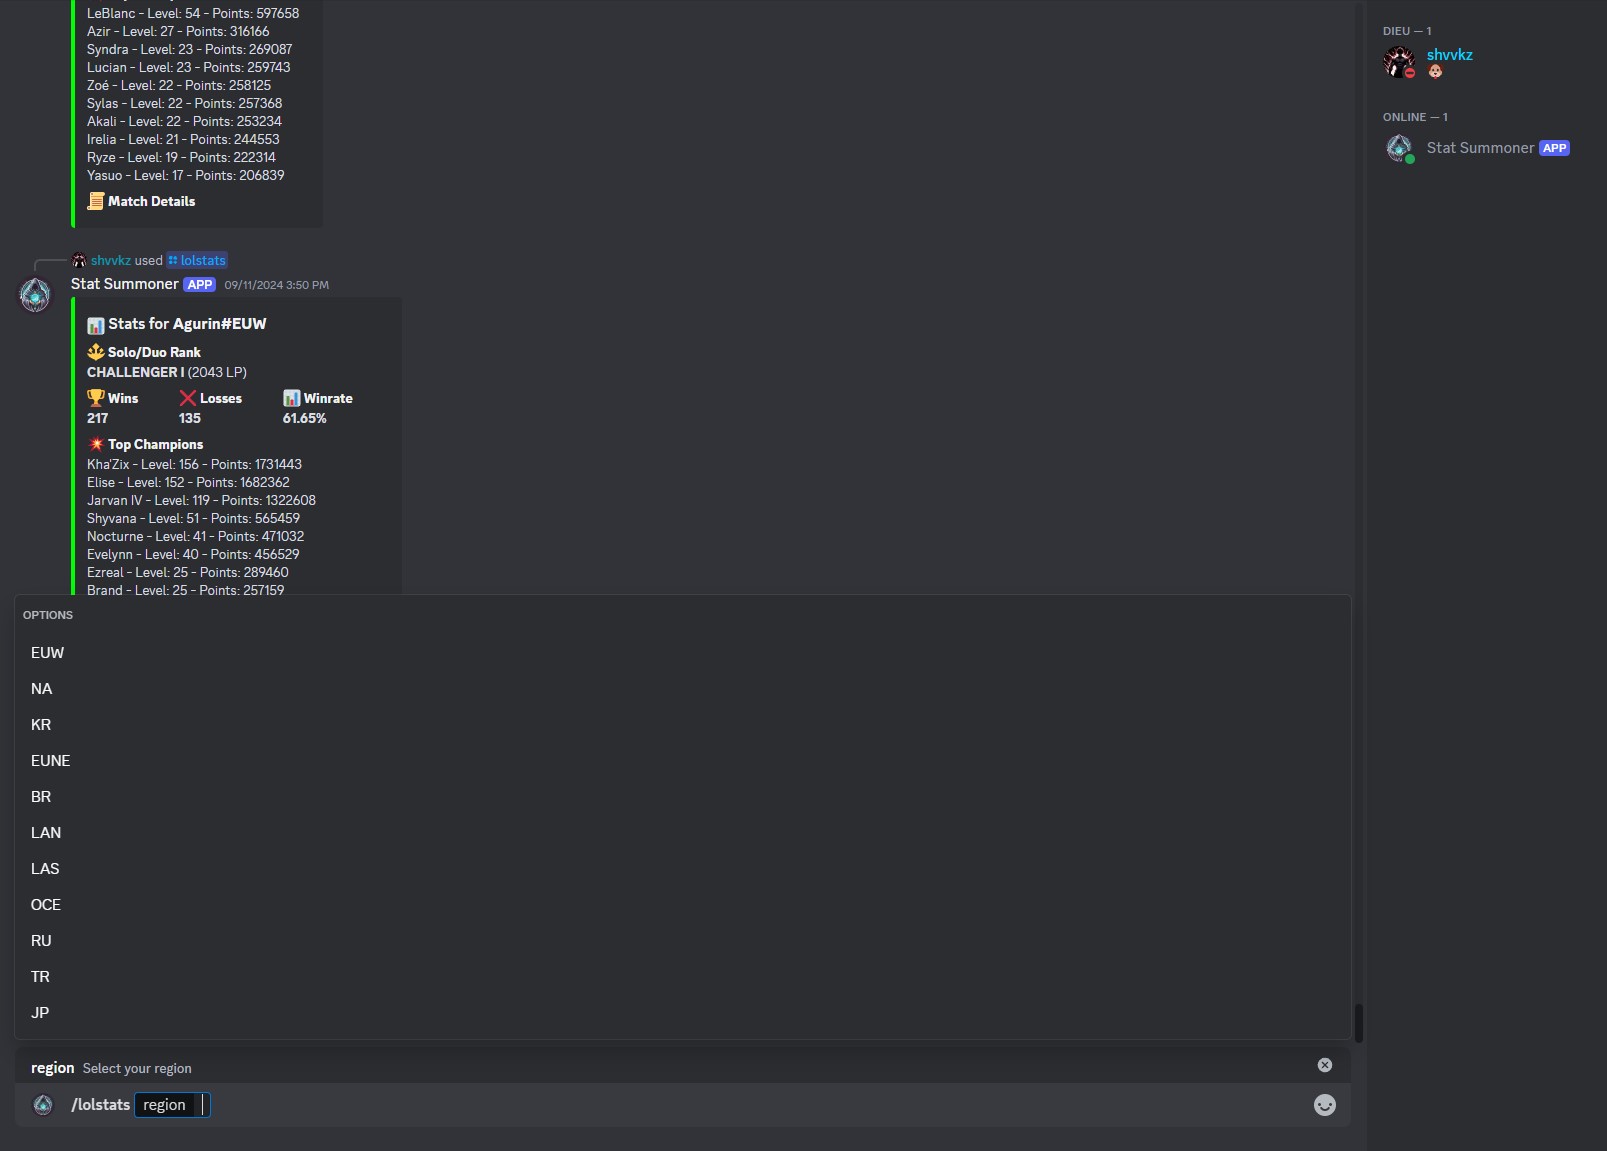 LeBlanc - Level: 54 - Points: 597658
Azir - Level: 27 - Points: 316166
Syndra - Level: 23 - Points: 269087
Lucian - Level: 23 - Points: 259743
Zoé - Level: 22 - Points: 258125
Sylas - Level: 22 - Points: 257368
Akali - Level: 22 - Points: 253234
Irelia - Level: 21 - Points: 244553
Ryze - Level: 19 - Points: 222314
Yasuo - Level: 17 - Points: 206839
Match Details
shvvkz used lolstats
Stat Summoner APP 09/11/2024 3:50 PM
Stats for Agurin#EUW
Solo/Duo Rank
CHALLENGER I (2043 LP)
Wins Losses Winrate
217 135 61.65%
Top Champions
Kha'Zix - Level: 156 - Points: 1731443
Elise - Level: 152 - Points: 1682362
Jarvan IV - Level: 119 - Points: 1322608
Shyvana - Level: 51 - Points: 565459
Nocturne - Level: 41 - Points: 471032
Evelynn - Level: 40 - Points: 456529
Ezreal - Level: 25 - Points: 289460
Brand - Level: 25 - Points: 257159
OPTIONS
EUW
NA
KR
EUNE
BR
LAN
LAS
OCE
RU
TR
JP
region Select your region
/lolstats region
DIEU — 1
shvvkz
ONLINE — 1
Stat Summoner APP